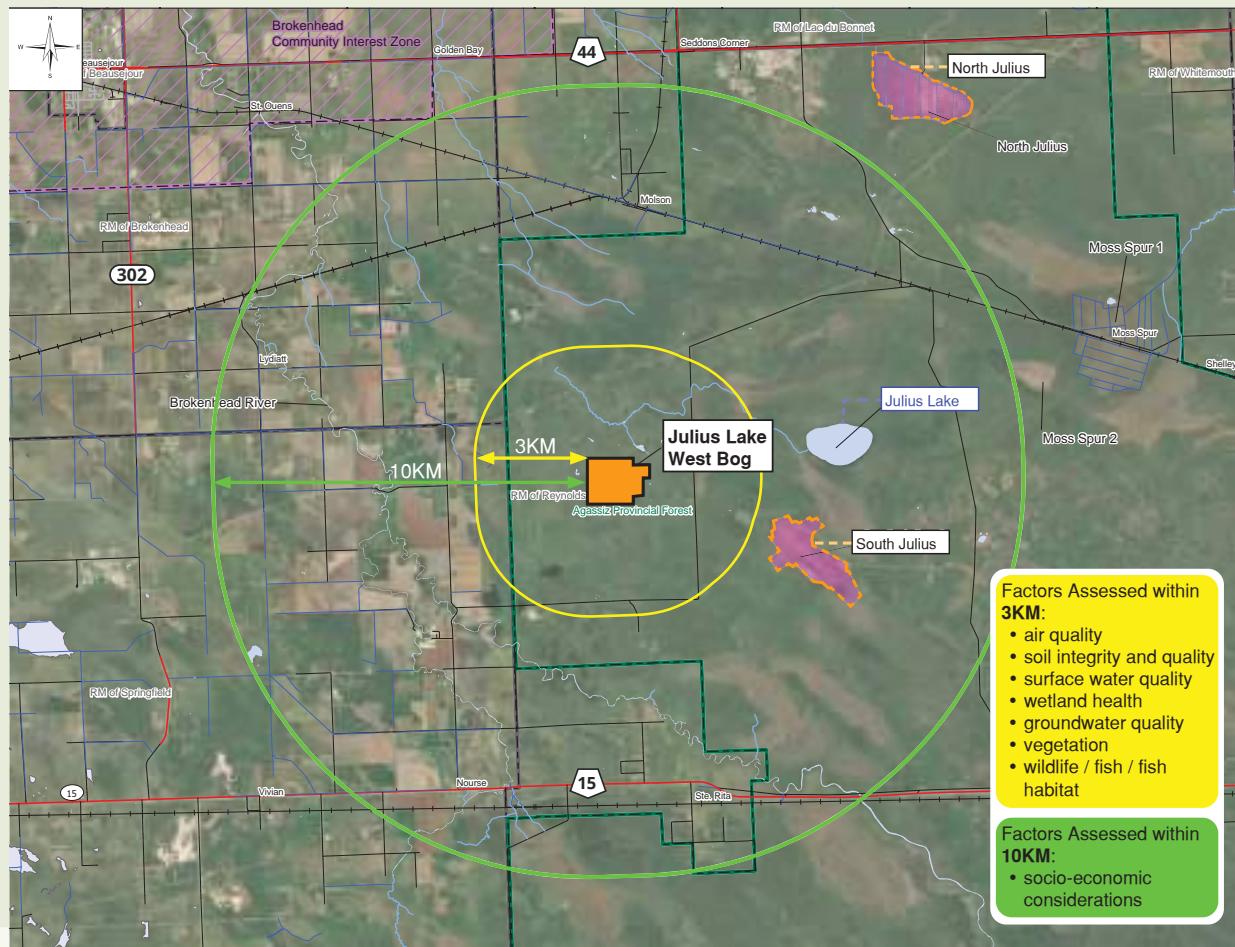 N
W E
S
Brokenhead
Community Interest Zone
Golden Bay
44
Seddons Corner
RM of Lac du Bonnet
North Julius
RM of Whitemouth
eausejour
of Beausejour
St. Ouens
North Julius
Molson
RM of Brokenhead
302
Moss Spur 1
Moss Spur
Shelley
Lydiatt
Brokenhead River
Julius Lake
Moss Spur 2
3KM
Julius Lake
West Bog
10KM
RM of Reynolds
Agassiz Provincial Forest
South Julius
Factors Assessed within
3KM:
• air quality
• soil integrity and quality
• surface water quality
• wetland health
• groundwater quality
• vegetation
• wildlife / fish / fish
habitat
RM of Springfield
15
Vivian
Nourse
15
Ste. Rita
Factors Assessed within
10KM:
• socio-economic
considerations